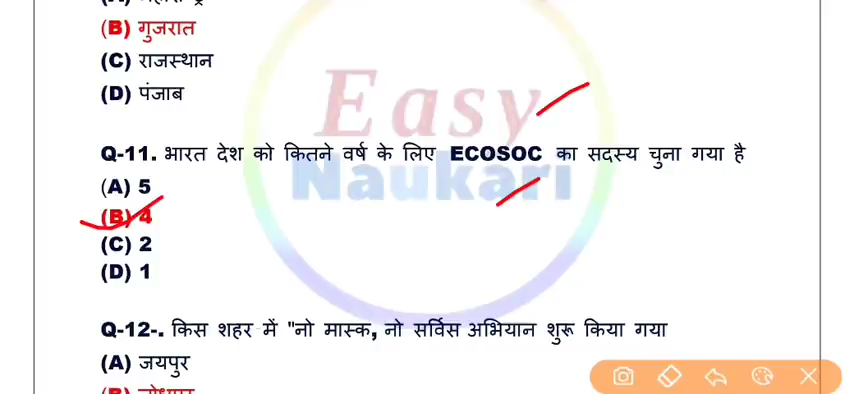 (B) गुजरात
(C) राजस्थान
(D) पंजाब
Easy
Naukari
Q-11. भारत देश को कितने वर्ष के लिए ECOSOC का सदस्य चुना गया है
(A) 5
(B) 4
(C) 2
(D) 1
Q-12-. किस शहर में "नो मास्क, नो सर्विस अभियान शुरू किया गया
(A) जयपुर